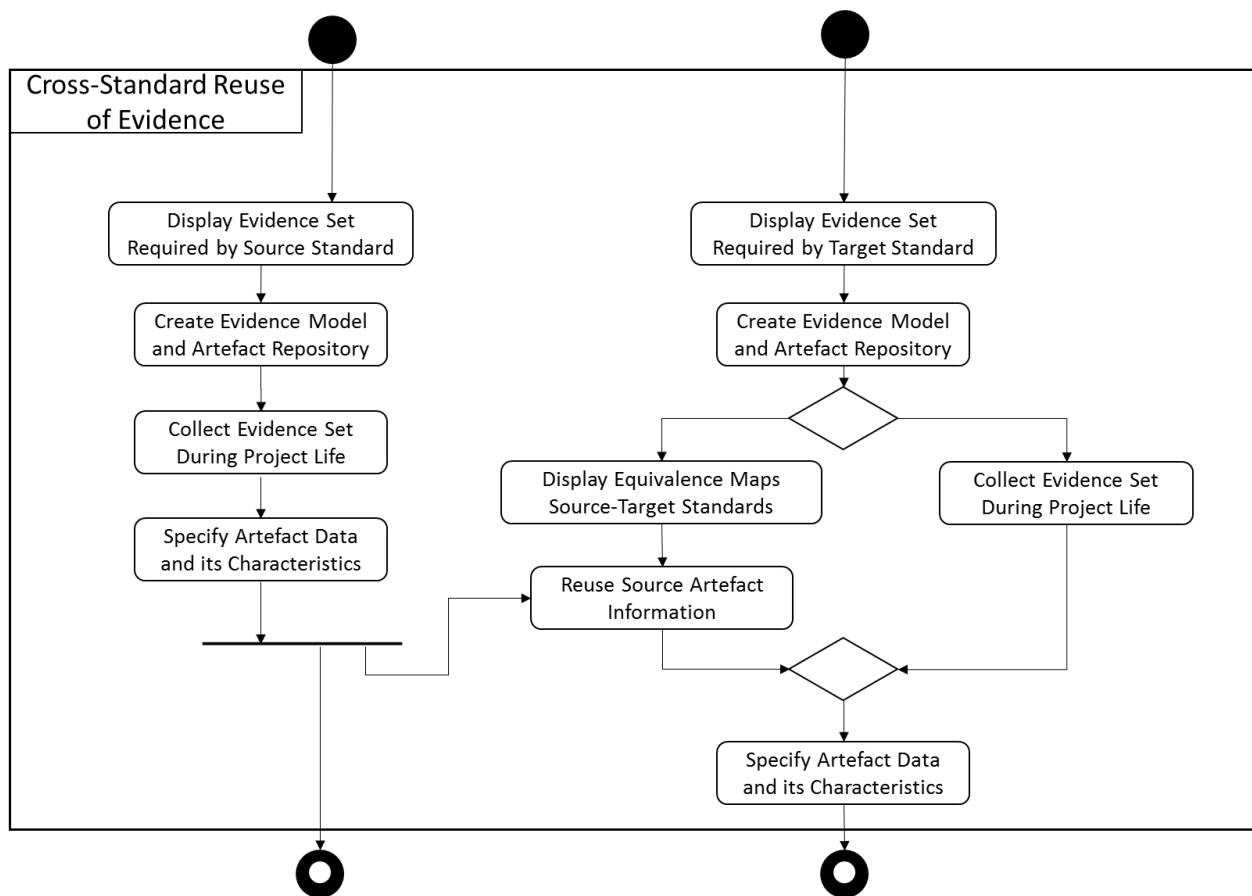 Cross-Standard Reuse
of Evidence
Display Evidence Set
Required by Source Standard
Create Evidence Model
and Artefact Repository
Collect Evidence Set
During Project Life
Specify Artefact Data
and its Characteristics
Display Evidence Set
Required by Target Standard
Create Evidence Model
and Artefact Repository
Display Equivalence Maps
Source-Target Standards
Reuse Source Artefact
Information
Collect Evidence Set
During Project Life
Specify Artefact Data
and its Characteristics